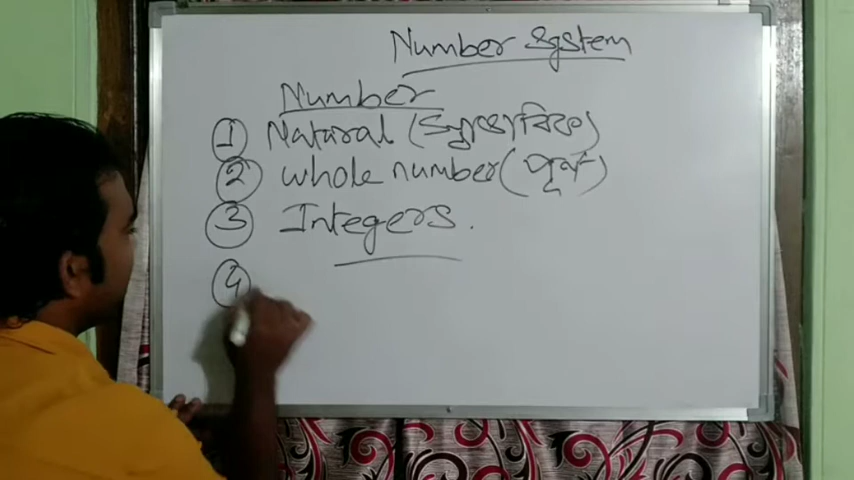 Number System
Number
① Natural (স্বাভাবিক)
② whole number (পূর্ণ)
③ Integers.
④